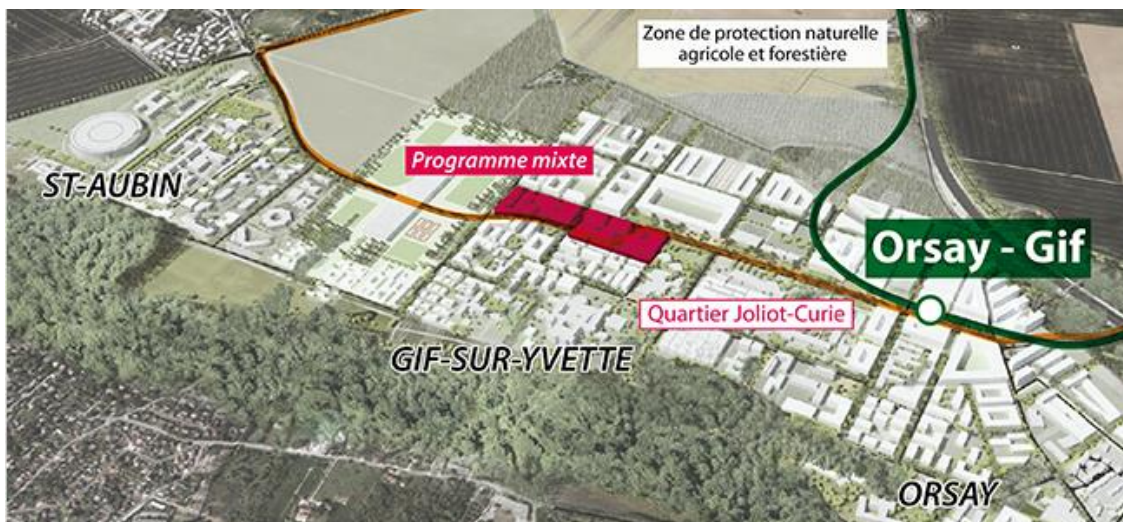 Zone de protection naturelle
agricole et forestière
Programme mixte
ST-AUBIN
Orsay - Gif
Quartier Joliot-Curie
GIF-SUR-YVETTE
ORSAY